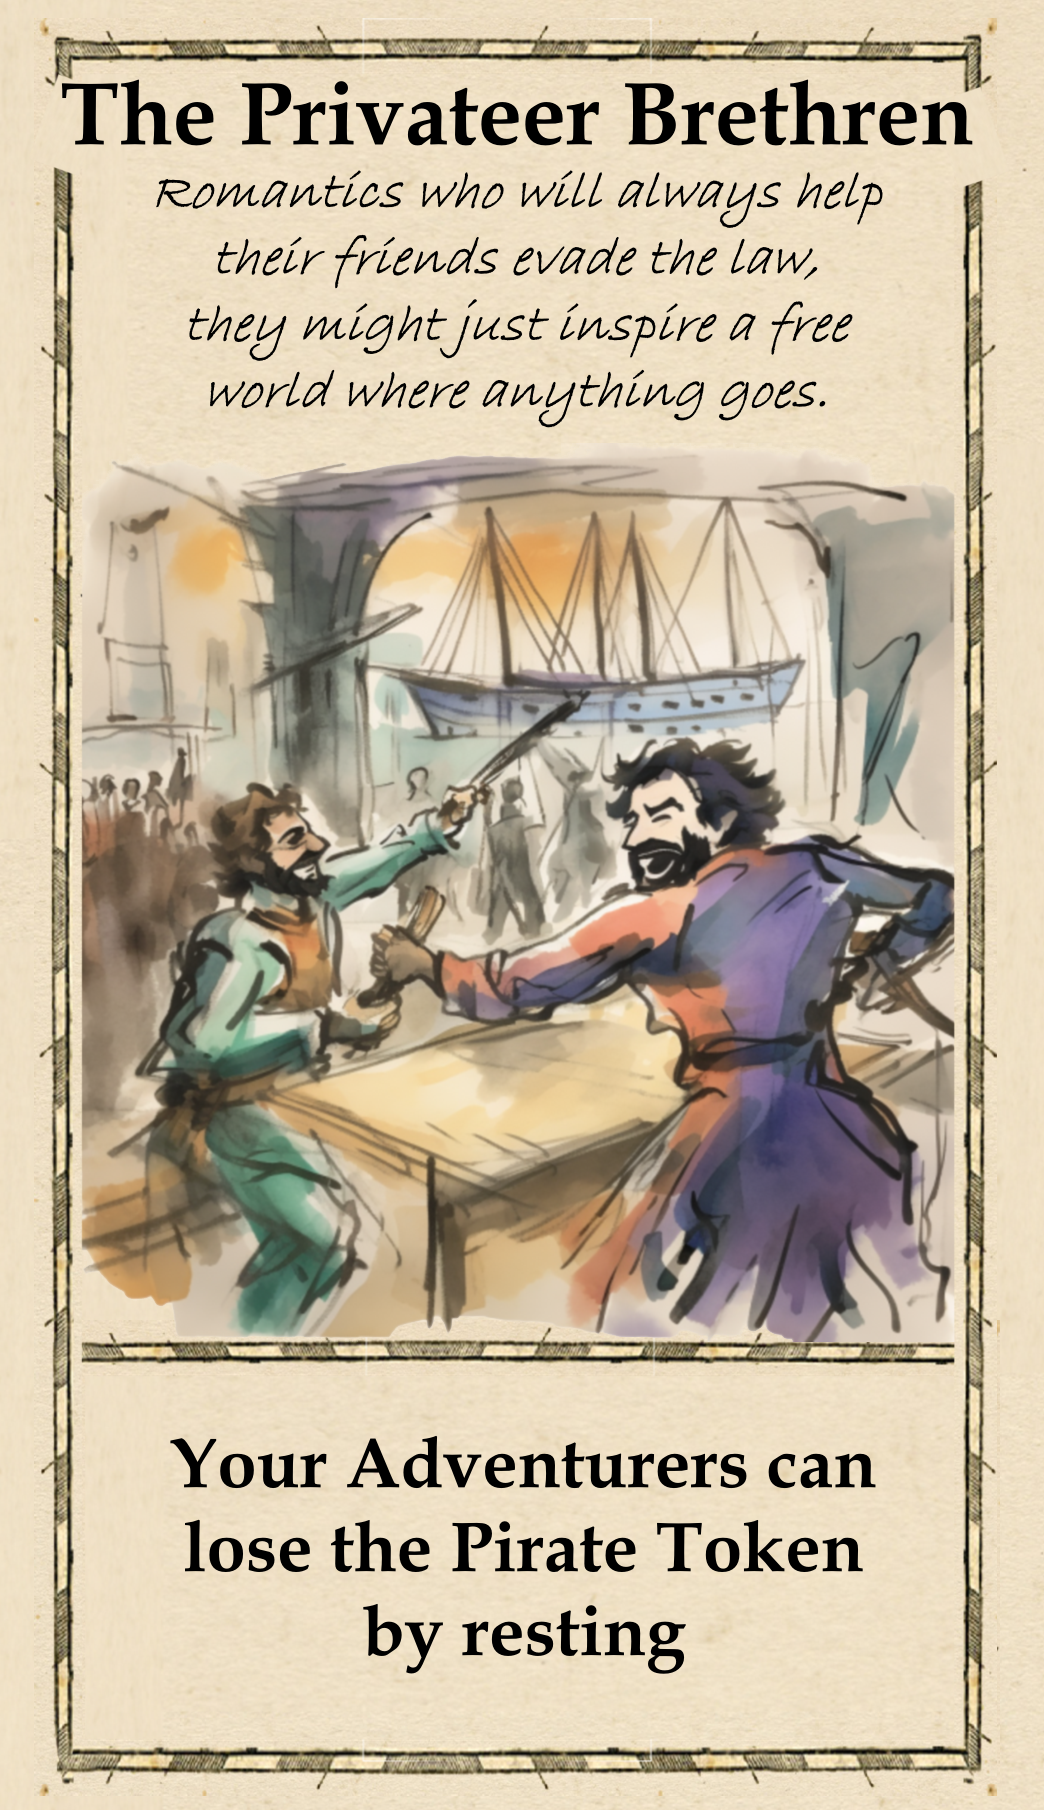 The Privateer Brethren
Romantics who will always help
their friends evade the law,
they might just inspire a free
world where anything goes.
Your Adventurers can
lose the Pirate Token
by resting